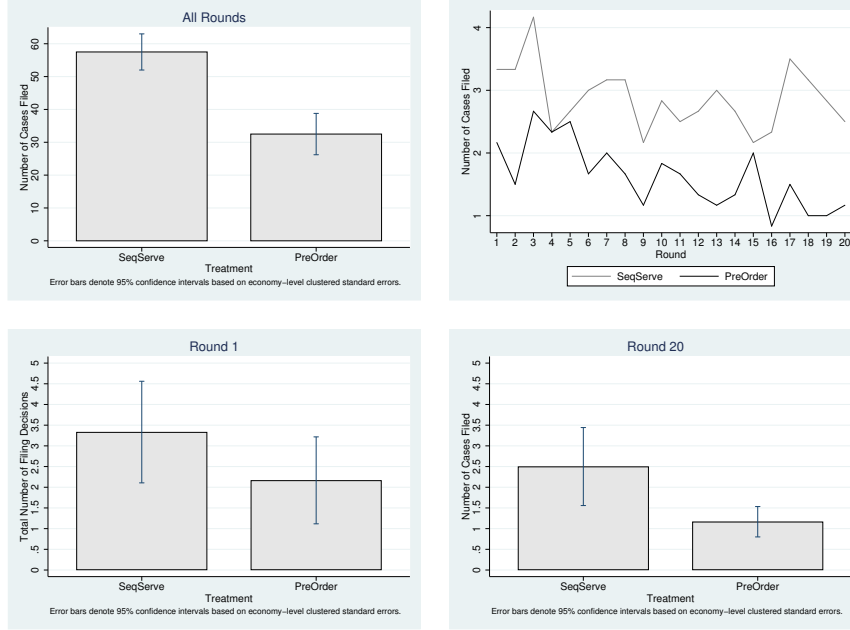 All Rounds
Number of Cases Filed
60
50
40
30
20
10
0
SeqServe PreOrder
Treatment
Error bars denote 95% confidence intervals based on economy−level clustered standard errors.
Number of Cases Filed
4
3
2
1
1 2 3 4 5 6 7 8 9 10 11 12 13 14 15 16 17 18 19 20
Round
SeqServe PreOrder
Round 1
Total Number of Filing Decisions
5
4.5
4
3.5
3
2.5
2
1.5
1
.5
0
SeqServe PreOrder
Error bars denote 95% confidence intervals based on economy−level clustered standard errors.
Round 20
Number of Cases Filed
5
4.5
4
3.5
3
2.5
2
1.5
1
.5
0
SeqServe PreOrder
Treatment
Error bars denote 95% confidence intervals based on economy−level clustered standard errors.